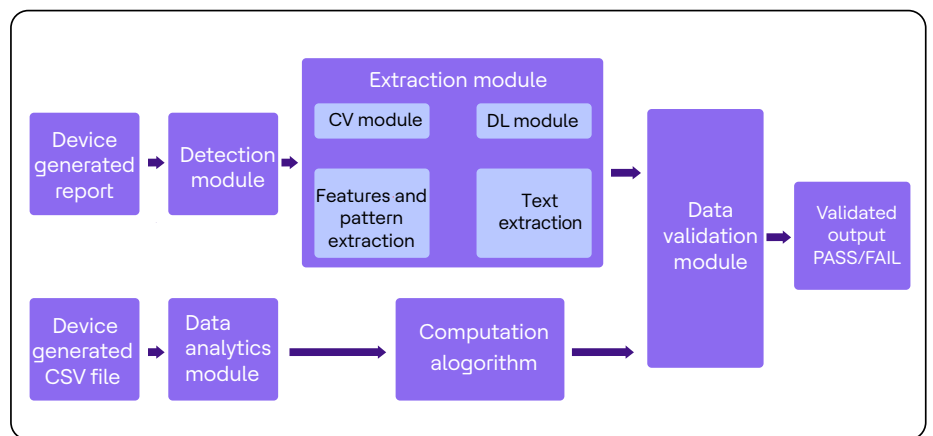 Extraction module
CV module
DL module
Device
generated
report
Detection
module
Features and
pattern
extraction
Text
extraction
Data
validation
module
Validated
output
PASS/FAIL
Device
generated
CSV file
Data
analytics
module
Computation
alogorithm